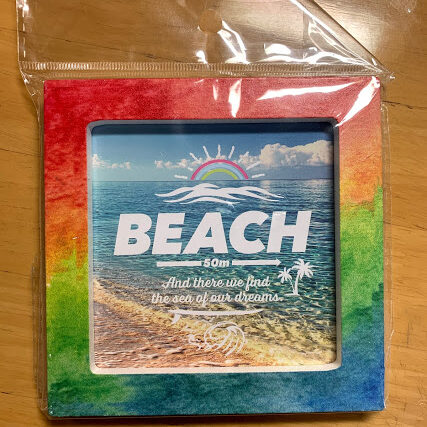 BEACH
50m
And there we find
the sea of our dreams.